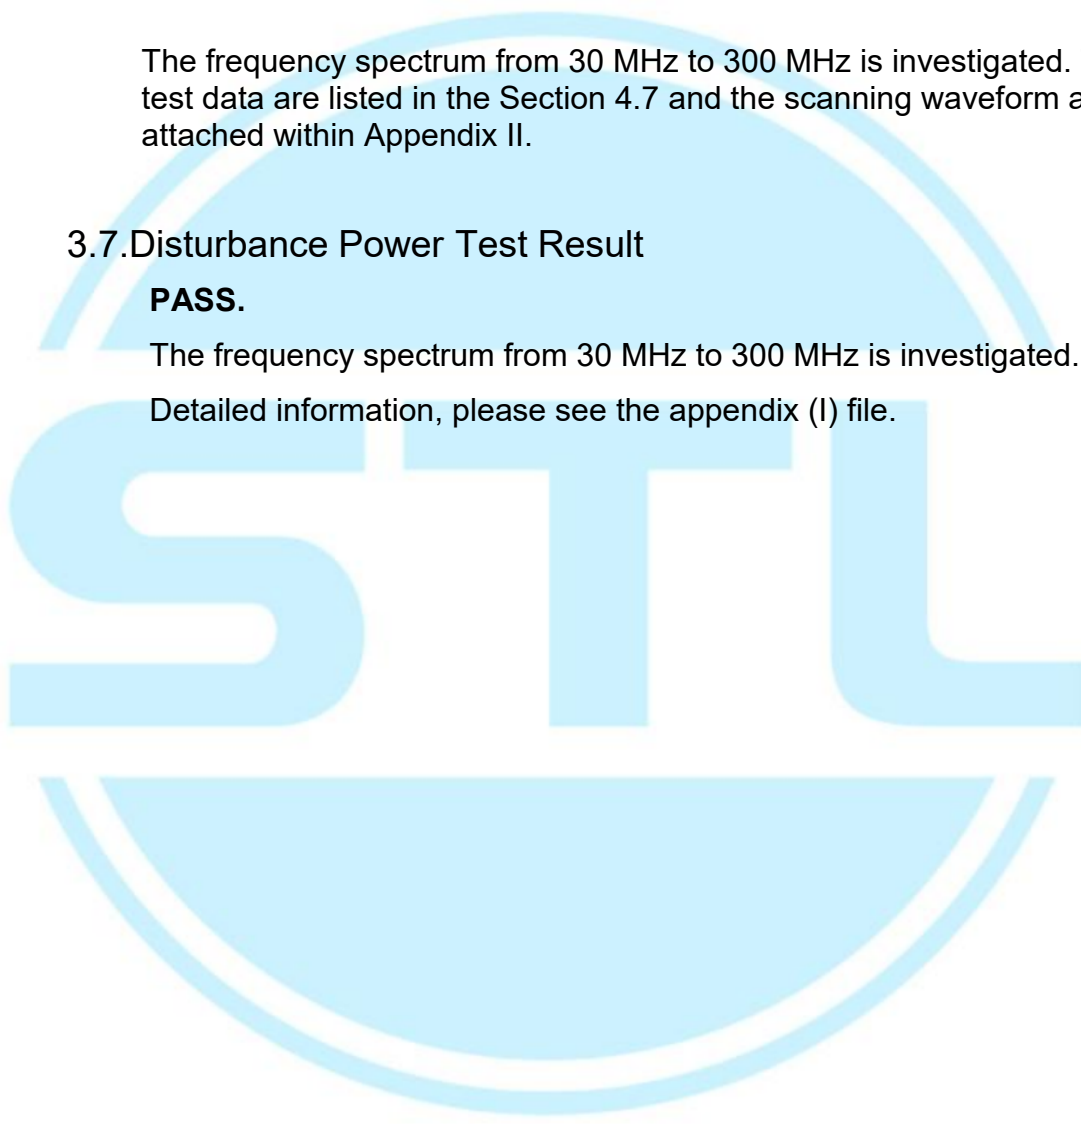 The frequency spectrum from 30 MHz to 300 MHz is investigated.
test data are listed in the Section 4.7 and the scanning waveform a
attached within Appendix II.
3.7.Disturbance Power Test Result
PASS.
The frequency spectrum from 30 MHz to 300 MHz is investigated.
Detailed information, please see the appendix (I) file.
STL